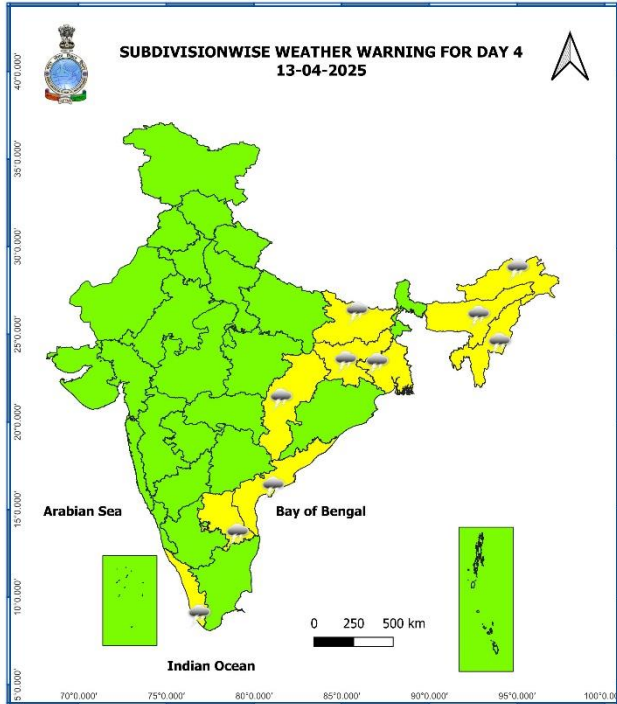 SUBDIVISIONWISE WEATHER WARNING FOR DAY 4
13-04-2025
40°0.000'
35°0.000'
30°0.000'
25°0.000'
20°0.000'
15°0.000'
10°0.000'
5°0.000'
Arabian Sea
Bay of Bengal
0 250 500 km
Indian Ocean
70°0.000' 75°0.000' 80°0.000' 85°0.000' 90°0.000' 95°0.000' 100°0.000'